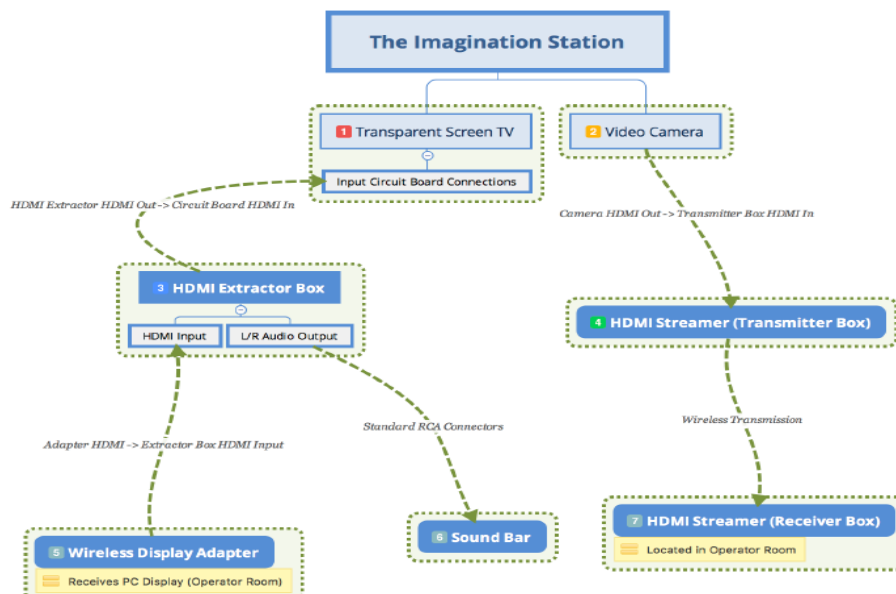 The Imagination Station
1 Transparent Screen TV
2 Video Camera
Input Circuit Board Connections
HDMI Extractor HDMI Out -> Circuit Board HDMI In
Camera HDMI Out -> Transmitter Box HDMI In
3 HDMI Extractor Box
HDMI Input
L/R Audio Output
4 HDMI Streamer (Transmitter Box)
Standard RCA Connectors
Wireless Transmission
Adapter HDMI -> Extractor Box HDMI Input
5 Wireless Display Adapter
Receives PC Display (Operator Room)
6 Sound Bar
7 HDMI Streamer (Receiver Box)
Located in Operator Room